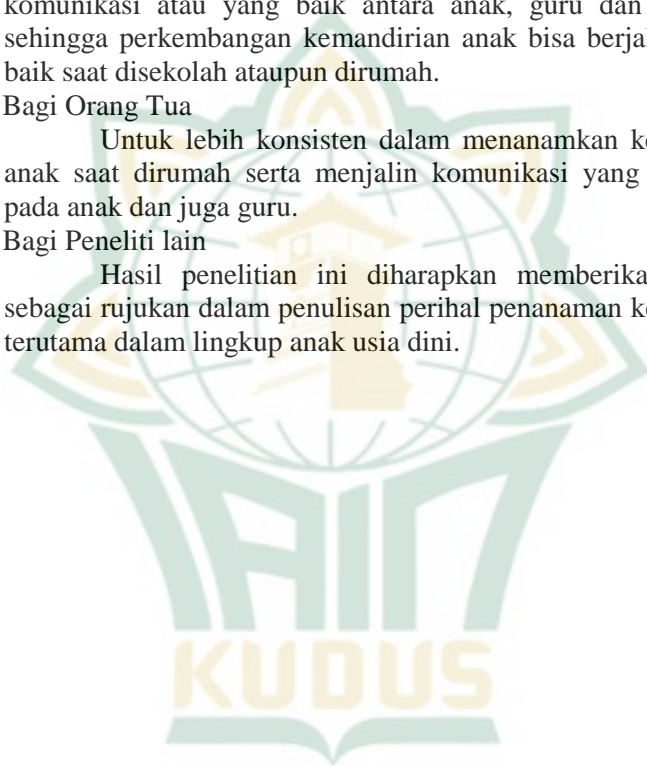 komunikasi atau yang baik antara anak, guru dan
sehingga perkembangan kemandirian anak bisa berjal
baik saat disekolah ataupun dirumah.
Bagi Orang Tua
Untuk lebih konsisten dalam menanamkan ke
anak saat dirumah serta menjalin komunikasi yang
pada anak dan juga guru.
Bagi Peneliti lain
Hasil penelitian ini diharapkan memberika
sebagai rujukan dalam penulisan perihal penanaman ke
terutama dalam lingkup anak usia dini.
IAIN
KUDUS